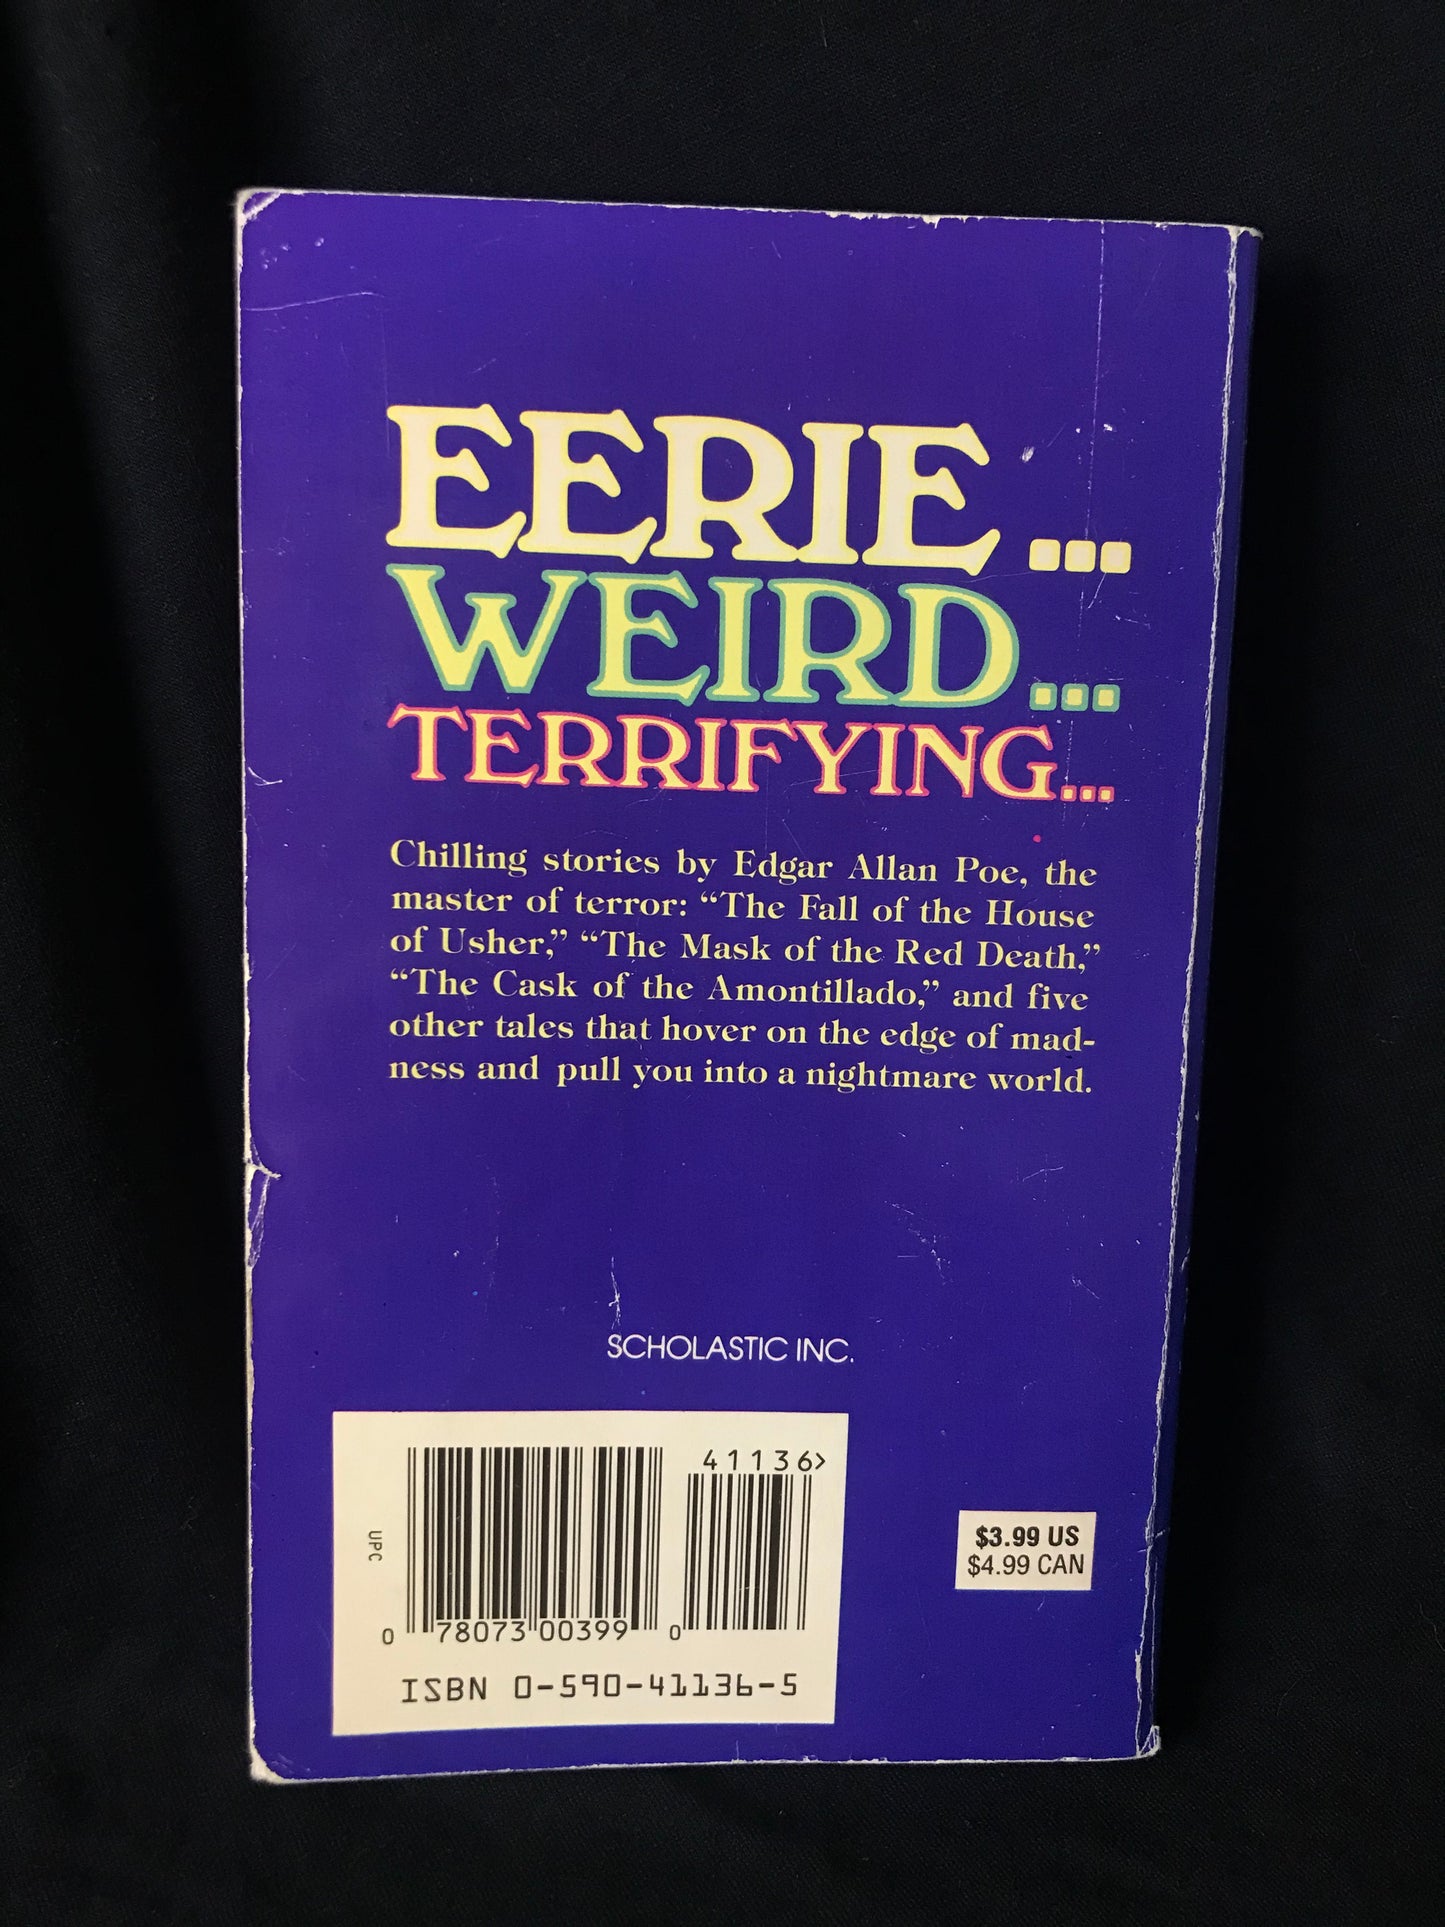 EERIE...
WEIRD...
TERRIFYING...
Chilling stories by Edgar Allan Poe, the
master of terror: “The Fall of the House
of Usher,” “The Mask of the Red Death,”
“The Cask of the Amontillado,” and five
other tales that hover on the edge of mad-
ness and pull you into a nightmare world.
SCHOLASTIC INC.
41136>
UPC
0 78073 00399 0
ISBN 0-590-41136-5
$3.99 US
$4.99 CAN